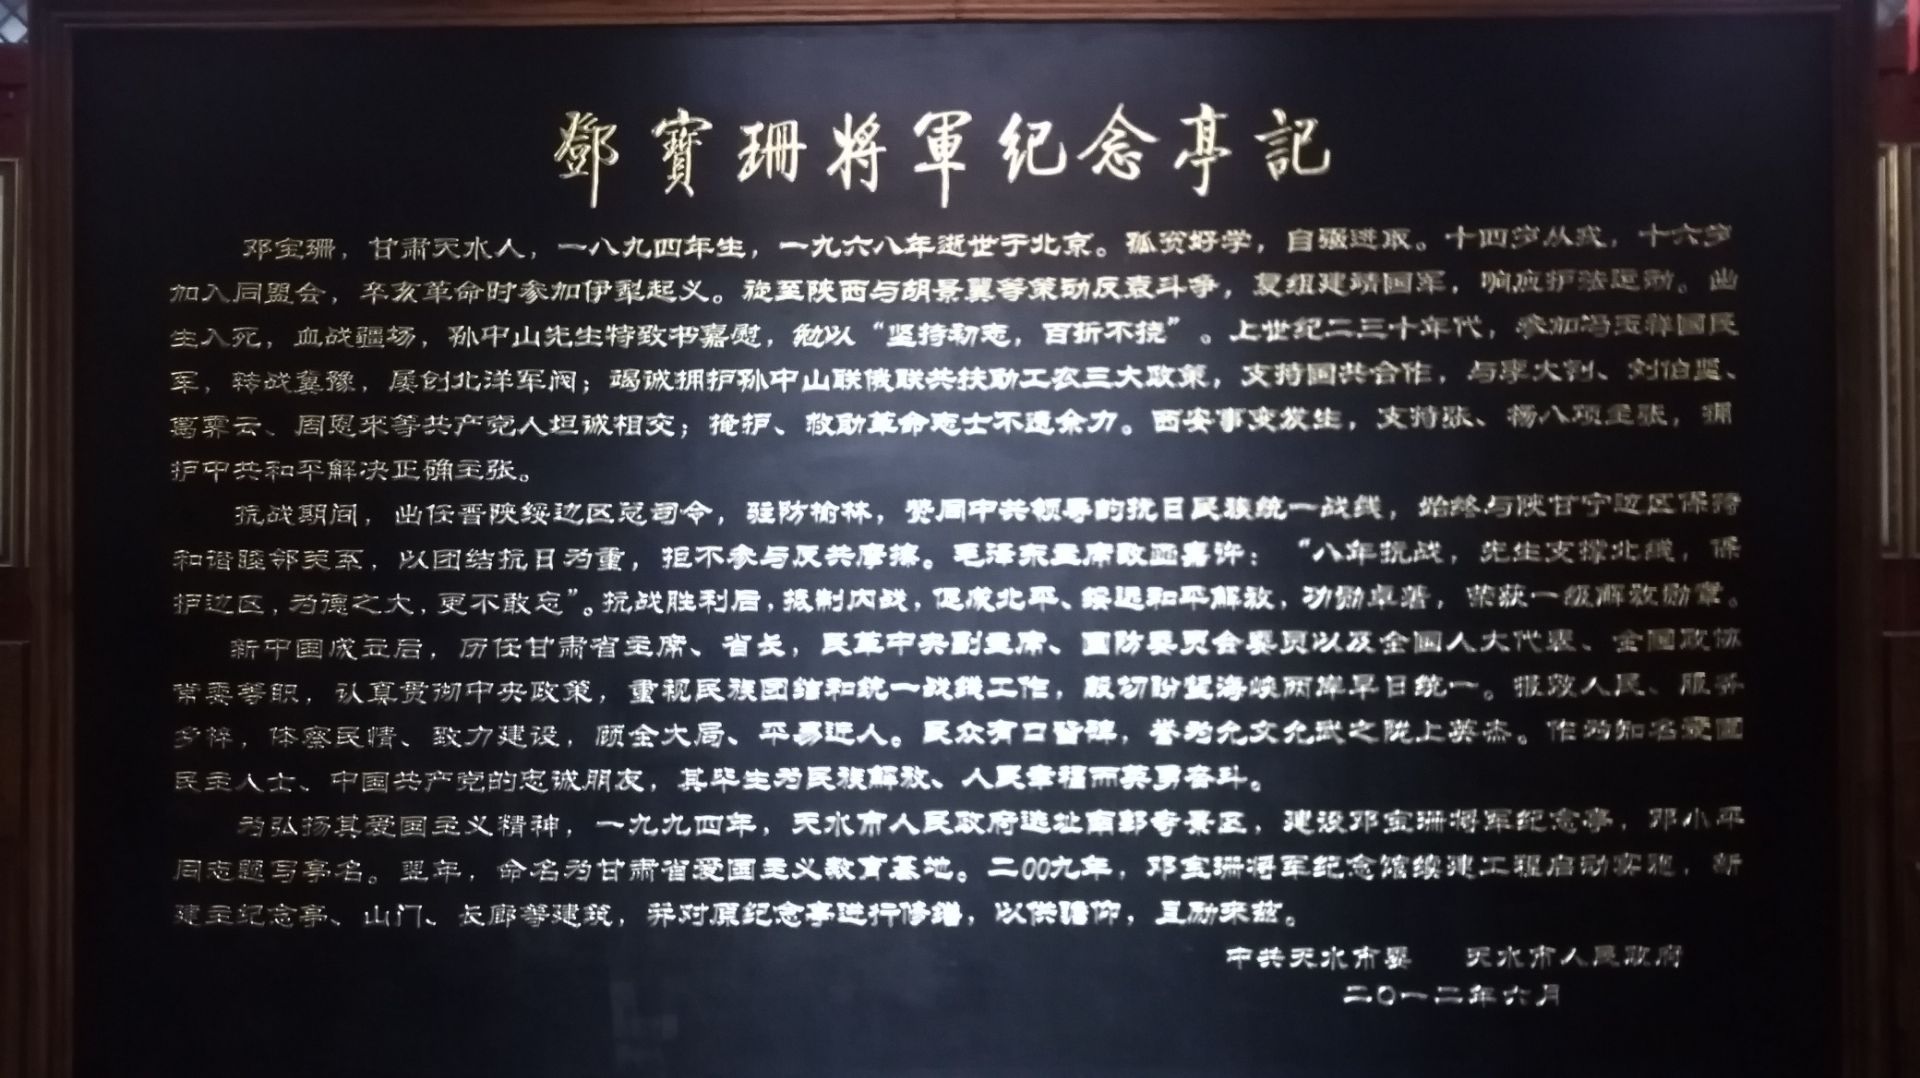 鄧寶珊將軍纪念亭記
邓宝珊，甘肃天水人，一八九四年生，一九六八年逝世于北京。孤贫好学，自强进取。十四岁从戎，十六岁
加入同盟会，辛亥革命时参加伊犁起义。旋至陕西与胡景翼等策动反袁斗争，复组建靖国军，响应护法运动。出
生入死，血战疆场，孙中山先生特致书嘉慰，勉以“坚持初志，百折不挠”。上世纪二三十年代，参加冯玉祥国民
军，转战冀豫，屡创北洋军阀；竭诚拥护孙中山联俄联共扶助工农三大政策，支持国共合作，与李大钊、刘伯坚、
葛霁云、周恩来等共产党人坦诚相交；掩护、救助革命志士不遗余力。西安事变发生，支持张、杨八项主张，拥
护中共和平解决正确主张。
抗战期间，出任晋陕绥边区总司令，驻防榆林，赞同中共领导的抗日民族统一战线，始终与陕甘宁边区保持
和谐睦邻关系，以团结抗日为重，拒不参与反共摩擦。毛泽东主席致函嘉许：“八年抗战，先生支撑北线，保
护边区，为德之大，更不敢忘”。抗战胜利后，抵制内战，促成北平、绥远和平解放，功勋卓著，荣获一级解放勋章。
新中国成立后，历任甘肃省主席、省长，民革中央副主席、国防委员会委员以及全国人大代表、全国政协
常委等职，认真贯彻中央政策，重视民族团结和统一战线工作，殷切盼望海峡两岸早日统一。报效人民、服务
乡梓，体察民情、致力建设，顾全大局、平易近人。民众有口皆碑，誉为允文允武之陇上英杰。作为知名爱国
民主人士、中国共产党的忠诚朋友，其毕生为民族解放、人民幸福而英勇奋斗。
为弘扬其爱国主义精神，一九九四年，天水市人民政府选址南郭寺景区，建设邓宝珊将军纪念亭，邓小平
同志题写亭名。翌年，命名为甘肃省爱国主义教育基地。二00九年，邓宝珊将军纪念馆续建工程启动实施，新
建主纪念亭、山门、长廊等建筑，并对原纪念亭进行修缮，以供瞻仰，互励来兹。
中共天水市委 天水市人民政府
二〇一二年六月